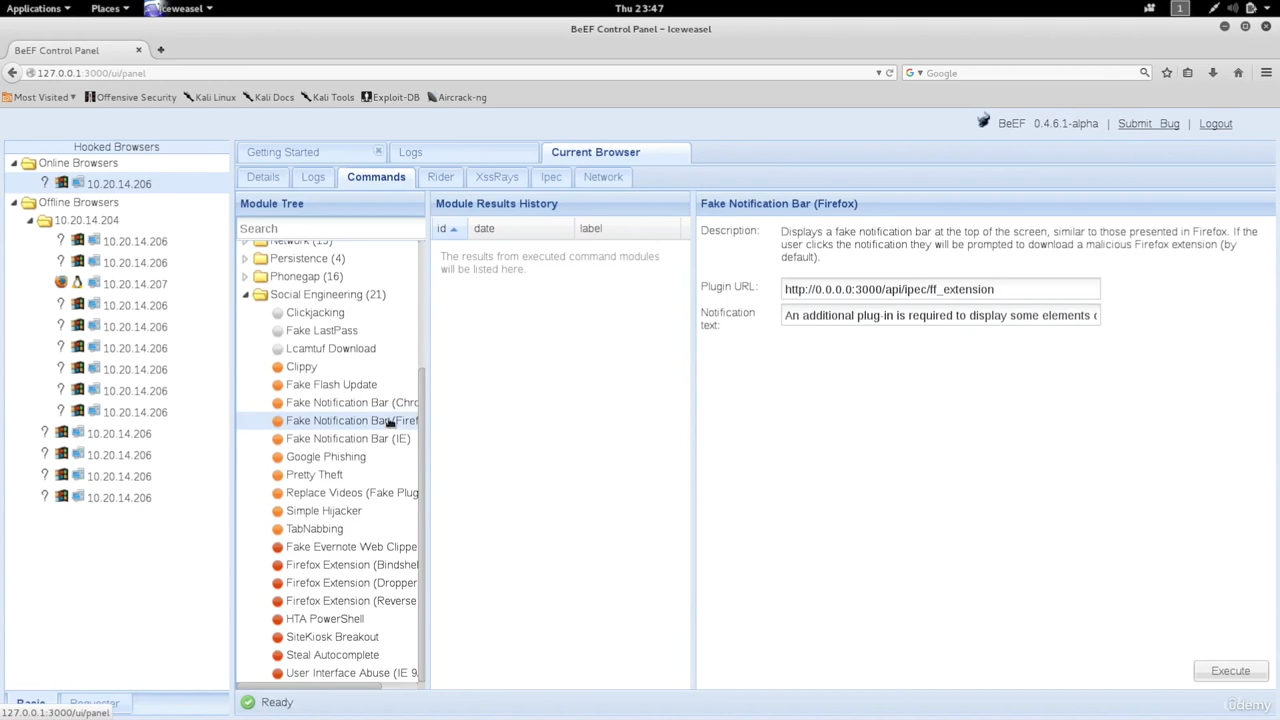 Applications Places Iceweasel Thu 23:47 1
BeEF Control Panel - Iceweasel
BeEF Control Panel
127.0.0.1:3000/ui/panel Google
Most Visited Offensive Security Kali Linux Kali Docs Kali Tools Exploit-DB Aircrack-ng
BeEF 0.4.6.1-alpha | Submit Bug | Logout
Hooked Browsers
Online Browsers
? 10.20.14.206
Offline Browsers
10.20.14.204
? 10.20.14.206
? 10.20.14.206
10.20.14.207
? 10.20.14.206
? 10.20.14.206
? 10.20.14.206
? 10.20.14.206
? 10.20.14.206
? 10.20.14.206
? 10.20.14.206
? 10.20.14.206
? 10.20.14.206
? 10.20.14.206
Basic Requester
127.0.0.1:3000/ui/panel
Getting Started Logs Current Browser
Details Logs Commands Rider XssRays Ipec Network
Module Tree
Search
Network (15)
Persistence (4)
Phonegap (16)
Social Engineering (21)
Clickjacking
Fake LastPass
Lcamtuf Download
Clippy
Fake Flash Update
Fake Notification Bar (Chro
Fake Notification Bar (Firef
Fake Notification Bar (IE)
Google Phishing
Pretty Theft
Replace Videos (Fake Plug
Simple Hijacker
TabNabbing
Fake Evernote Web Clippe
Firefox Extension (Bindshel
Firefox Extension (Dropper
Firefox Extension (Reverse
HTA PowerShell
SiteKiosk Breakout
Steal Autocomplete
User Interface Abuse (IE 9/
Module Results History
id date label
The results from executed command modules
will be listed here.
Fake Notification Bar (Firefox)
Description: Displays a fake notification bar at the top of the screen, similar to those presented in Firefox. If the
user clicks the notification they will be prompted to download a malicious Firefox extension (by
default).
Plugin URL: http://0.0.0.0:3000/api/ipec/ff_extension
Notification text: An additional plug-in is required to display some elements
Execute
Ready
Udemy